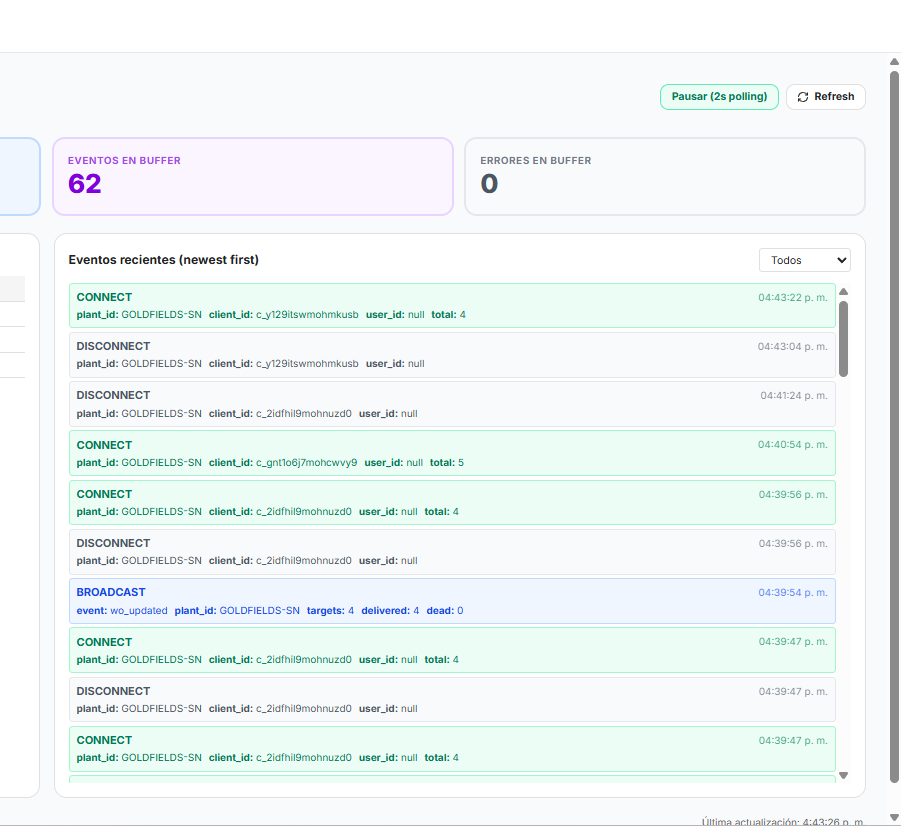 Pausar (2s polling) Refresh
EVENTOS EN BUFFER
62
ERRORES EN BUFFER
0
Eventos recientes (newest first) Todos
CONNECT 04:43:22 p. m.
plant_id: GOLDFIELDS-SN client_id: c_y129itswmohmkusb user_id: null total: 4
DISCONNECT 04:43:04 p. m.
plant_id: GOLDFIELDS-SN client_id: c_y129itswmohmkusb user_id: null
DISCONNECT 04:41:24 p. m.
plant_id: GOLDFIELDS-SN client_id: c_2idfhil9mohnuzd0 user_id: null
CONNECT 04:40:54 p. m.
plant_id: GOLDFIELDS-SN client_id: c_gnt1o6j7mohcwvy9 user_id: null total: 5
CONNECT 04:39:56 p. m.
plant_id: GOLDFIELDS-SN client_id: c_2idfhil9mohnuzd0 user_id: null total: 4
DISCONNECT 04:39:56 p. m.
plant_id: GOLDFIELDS-SN client_id: c_2idfhil9mohnuzd0 user_id: null
BROADCAST 04:39:54 p. m.
event: wo_updated plant_id: GOLDFIELDS-SN targets: 4 delivered: 4 dead: 0
CONNECT 04:39:47 p. m.
plant_id: GOLDFIELDS-SN client_id: c_2idfhil9mohnuzd0 user_id: null total: 4
DISCONNECT 04:39:47 p. m.
plant_id: GOLDFIELDS-SN client_id: c_2idfhil9mohnuzd0 user_id: null
CONNECT 04:39:47 p. m.
plant_id: GOLDFIELDS-SN client_id: c_2idfhil9mohnuzd0 user_id: null total: 4
Última actualización: 4:43:26 p. m.